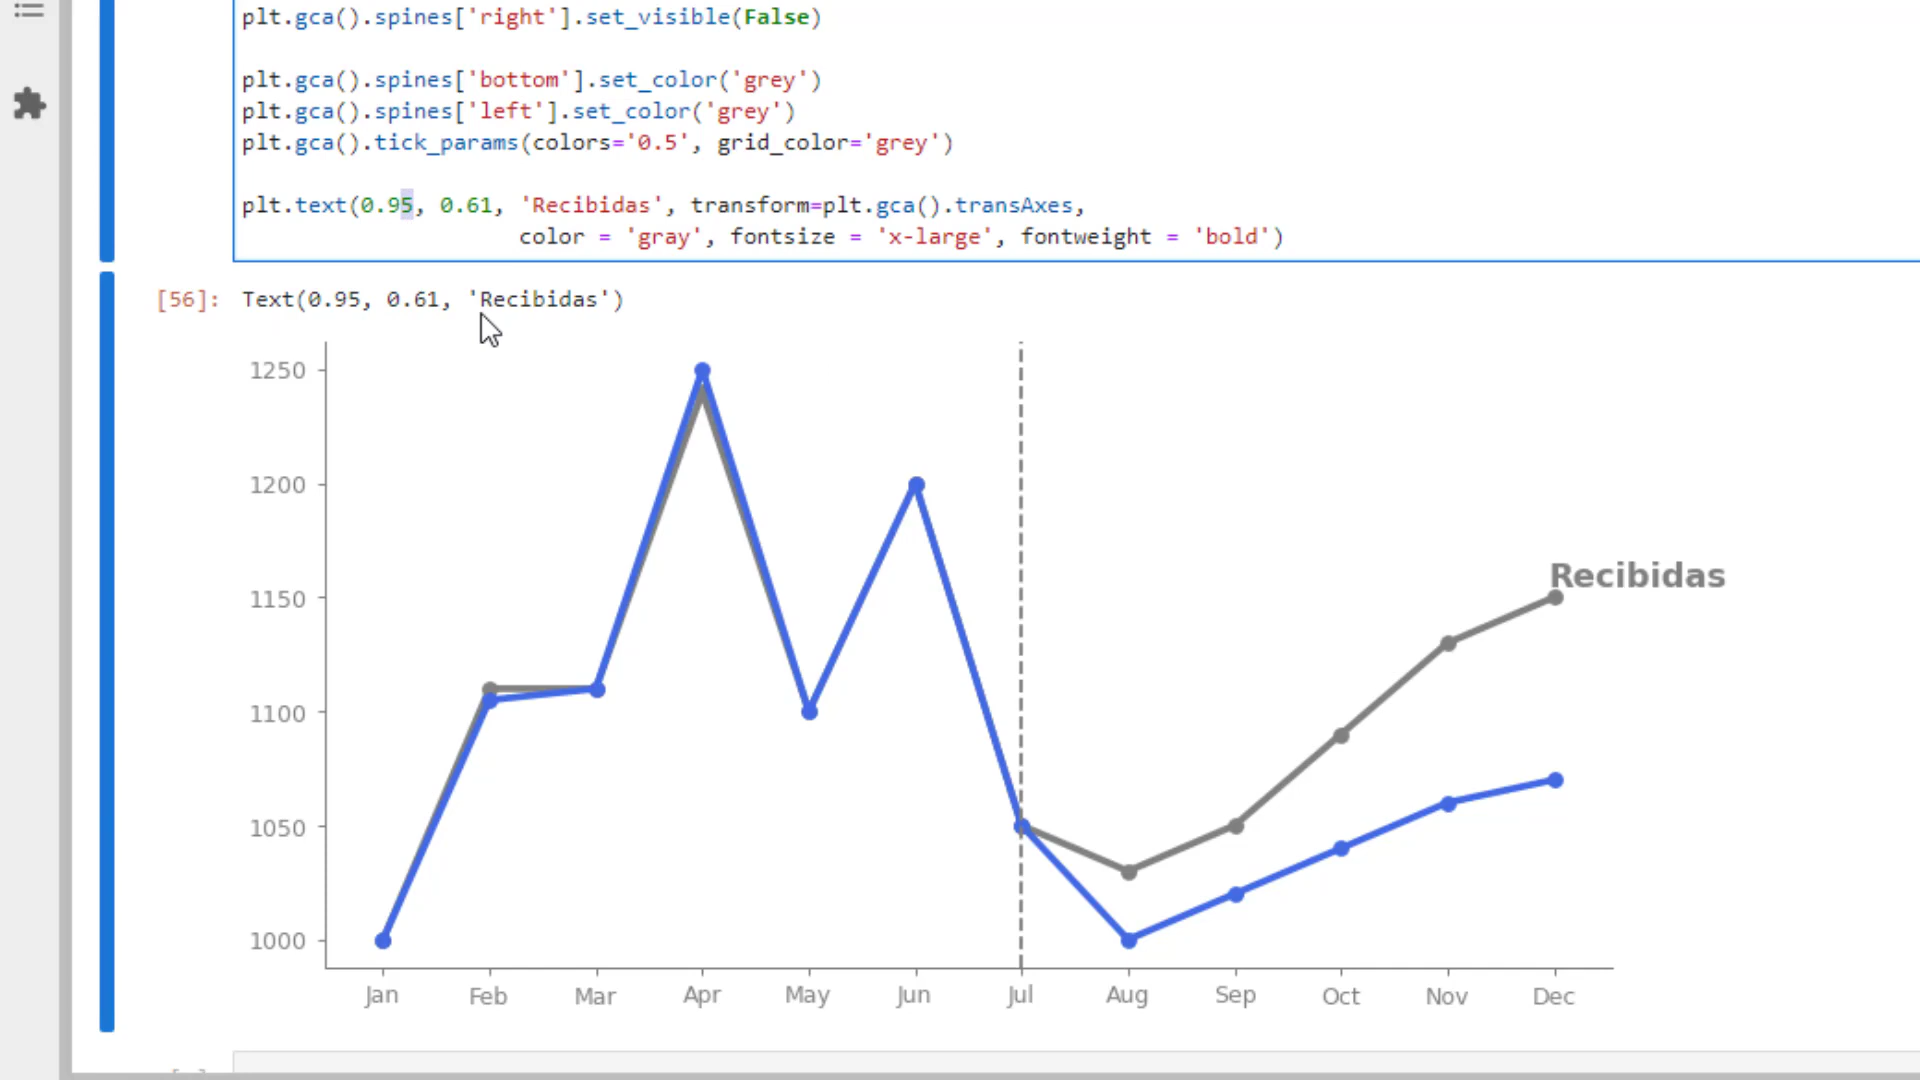 plt.gca().spines['right'].set_visible(False)
plt.gca().spines['bottom'].set_color('grey')
plt.gca().spines['left'].set_color('grey')
plt.gca().tick_params(colors='0.5', grid_color='grey')
plt.text(0.95, 0.61, 'Recibidas', transform=plt.gca().transAxes,
color = 'gray', fontsize = 'x-large', fontweight = 'bold')
[56]: Text(0.95, 0.61, 'Recibidas')
1250
1200
1150
1100
1050
1000
Recibidas
Jan Feb Mar Apr May Jun Jul Aug Sep Oct Nov Dec